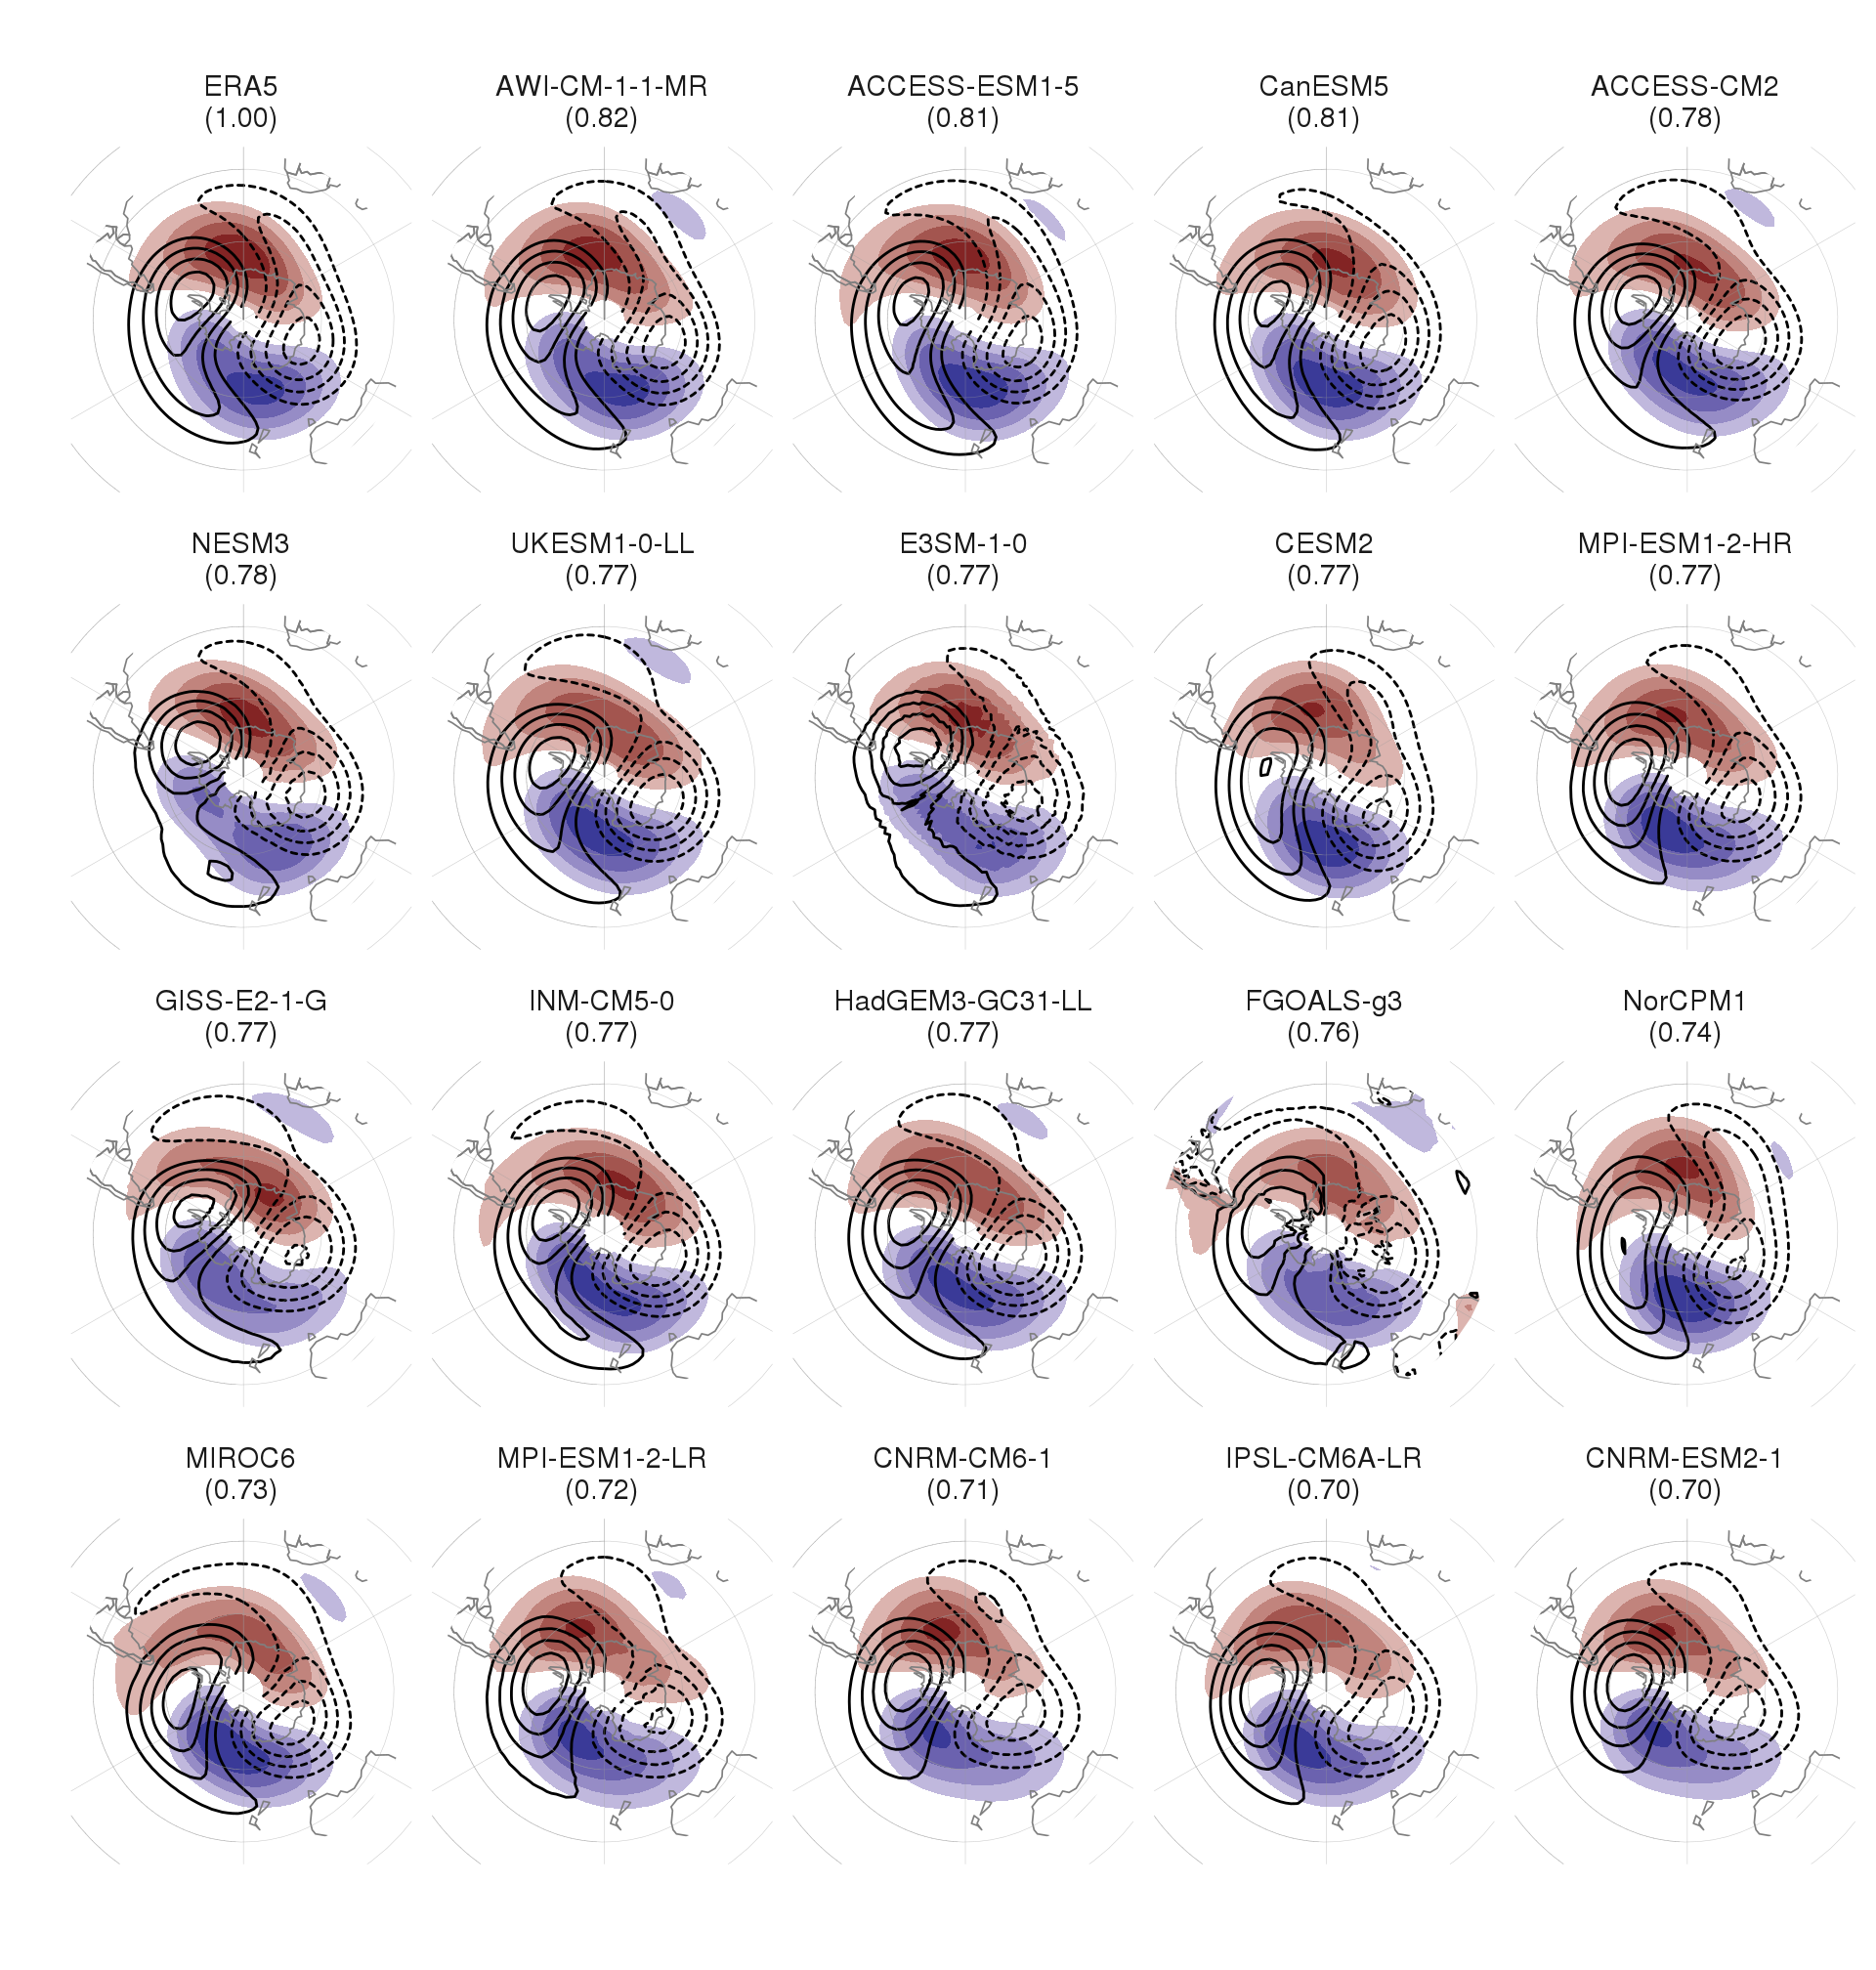 ERA5
(1.00)
AWI-CM-1-1-MR
(0.82)
ACCESS-ESM1-5
(0.81)
CanESM5
(0.81)
ACCESS-CM2
(0.78)
NESM3
(0.78)
UKESM1-0-LL
(0.77)
E3SM-1-0
(0.77)
CESM2
(0.77)
MPI-ESM1-2-HR
(0.77)
GISS-E2-1-G
(0.77)
INM-CM5-0
(0.77)
HadGEM3-GC31-LL
(0.77)
FGOALS-g3
(0.76)
NorCPM1
(0.74)
MIROC6
(0.73)
MPI-ESM1-2-LR
(0.72)
CNRM-CM6-1
(0.71)
IPSL-CM6A-LR
(0.70)
CNRM-ESM2-1
(0.70)